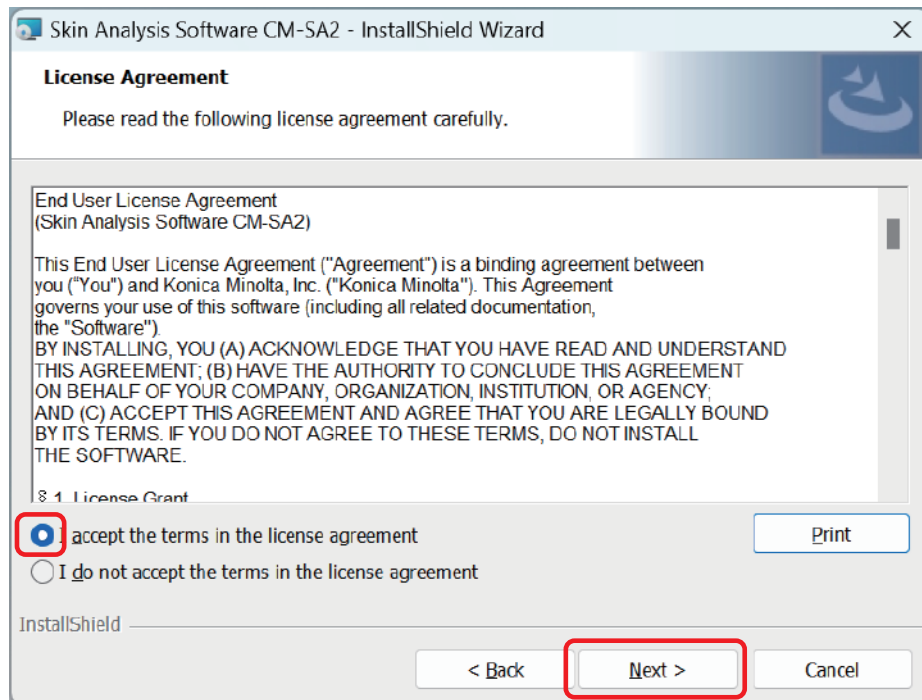 Skin Analysis Software CM-SA2 - InstallShield Wizard
License Agreement
Please read the following license agreement carefully.
End User License Agreement
(Skin Analysis Software CM-SA2)
This End User License Agreement ("Agreement") is a binding agreement between
you ("You") and Konica Minolta, Inc. ("Konica Minolta"). This Agreement
governs your use of this software (including all related documentation,
the "Software").
BY INSTALLING, YOU (A) ACKNOWLEDGE THAT YOU HAVE READ AND UNDERSTAND
THIS AGREEMENT; (B) HAVE THE AUTHORITY TO CONCLUDE THIS AGREEMENT
ON BEHALF OF YOUR COMPANY, ORGANIZATION, INSTITUTION, OR AGENCY;
AND (C) ACCEPT THIS AGREEMENT AND AGREE THAT YOU ARE LEGALLY BOUND
BY ITS TERMS. IF YOU DO NOT AGREE TO THESE TERMS, DO NOT INSTALL
THE SOFTWARE.
§ 1. License Grant
I accept the terms in the license agreement
Print
I do not accept the terms in the license agreement
InstallShield
< Back
Next >
Cancel